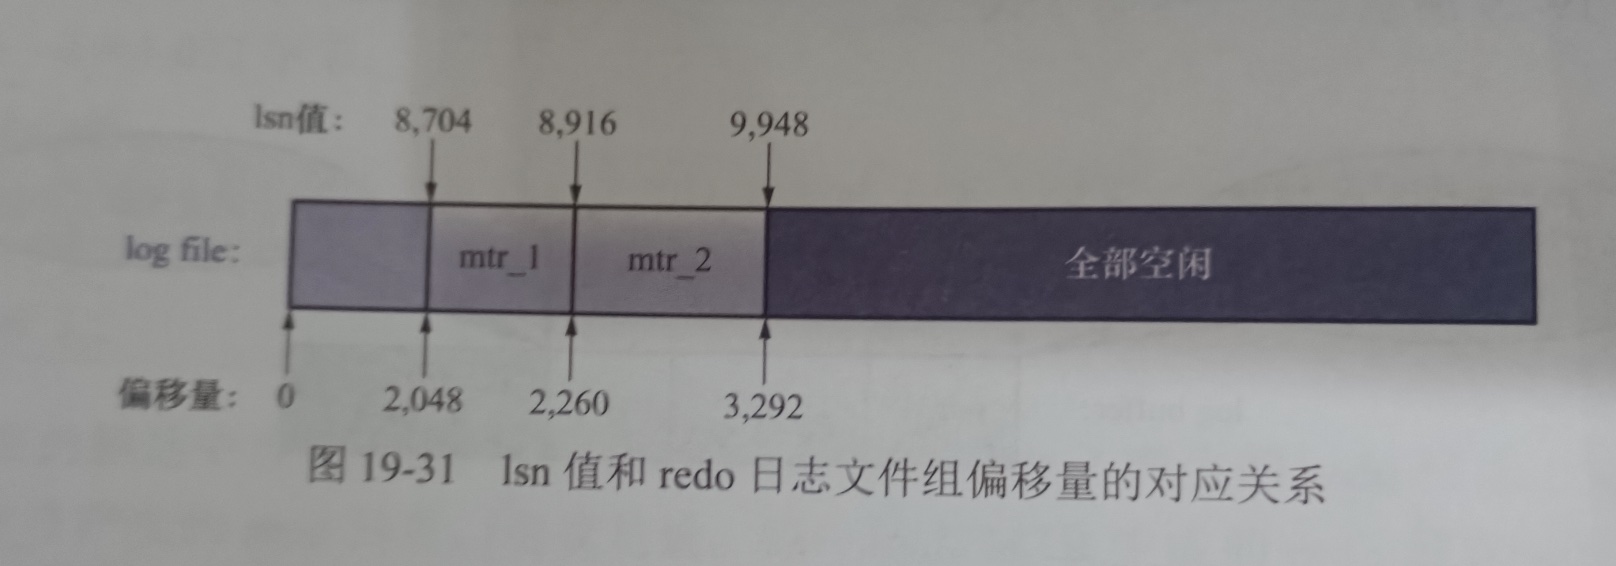 lsn值： 8,704 8,916 9,948
log file： mtr_1 mtr_2 全部空闲
偏移量： 0 2,048 2,260 3,292
图 19-31 lsn 值和 redo 日志文件组偏移量的对应关系